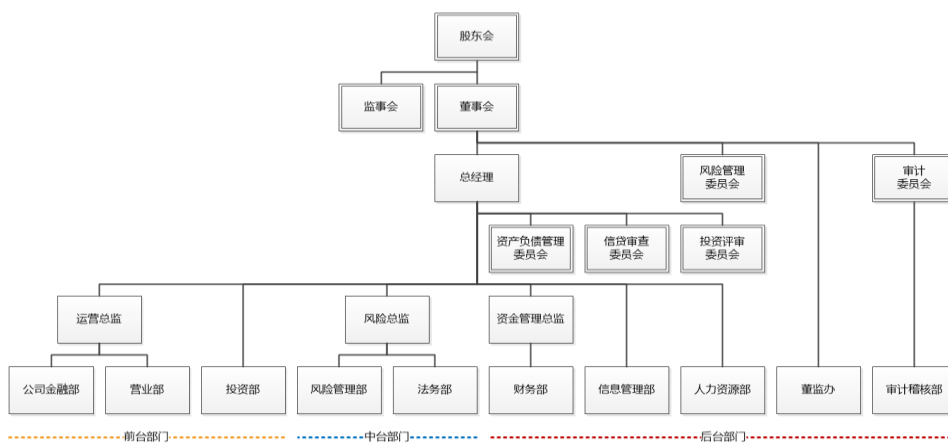 股东会
监事会
董事会
总经理
风险管理
委员会
审计
委员会
资产负债管理
委员会
信贷审查
委员会
投资评审
委员会
运营总监
风险总监
资金管理总监
公司金融部
营业部
投资部
风险管理部
法务部
财务部
信息管理部
人力资源部
董监办
审计稽核部
前台部门
中台部门
后台部门